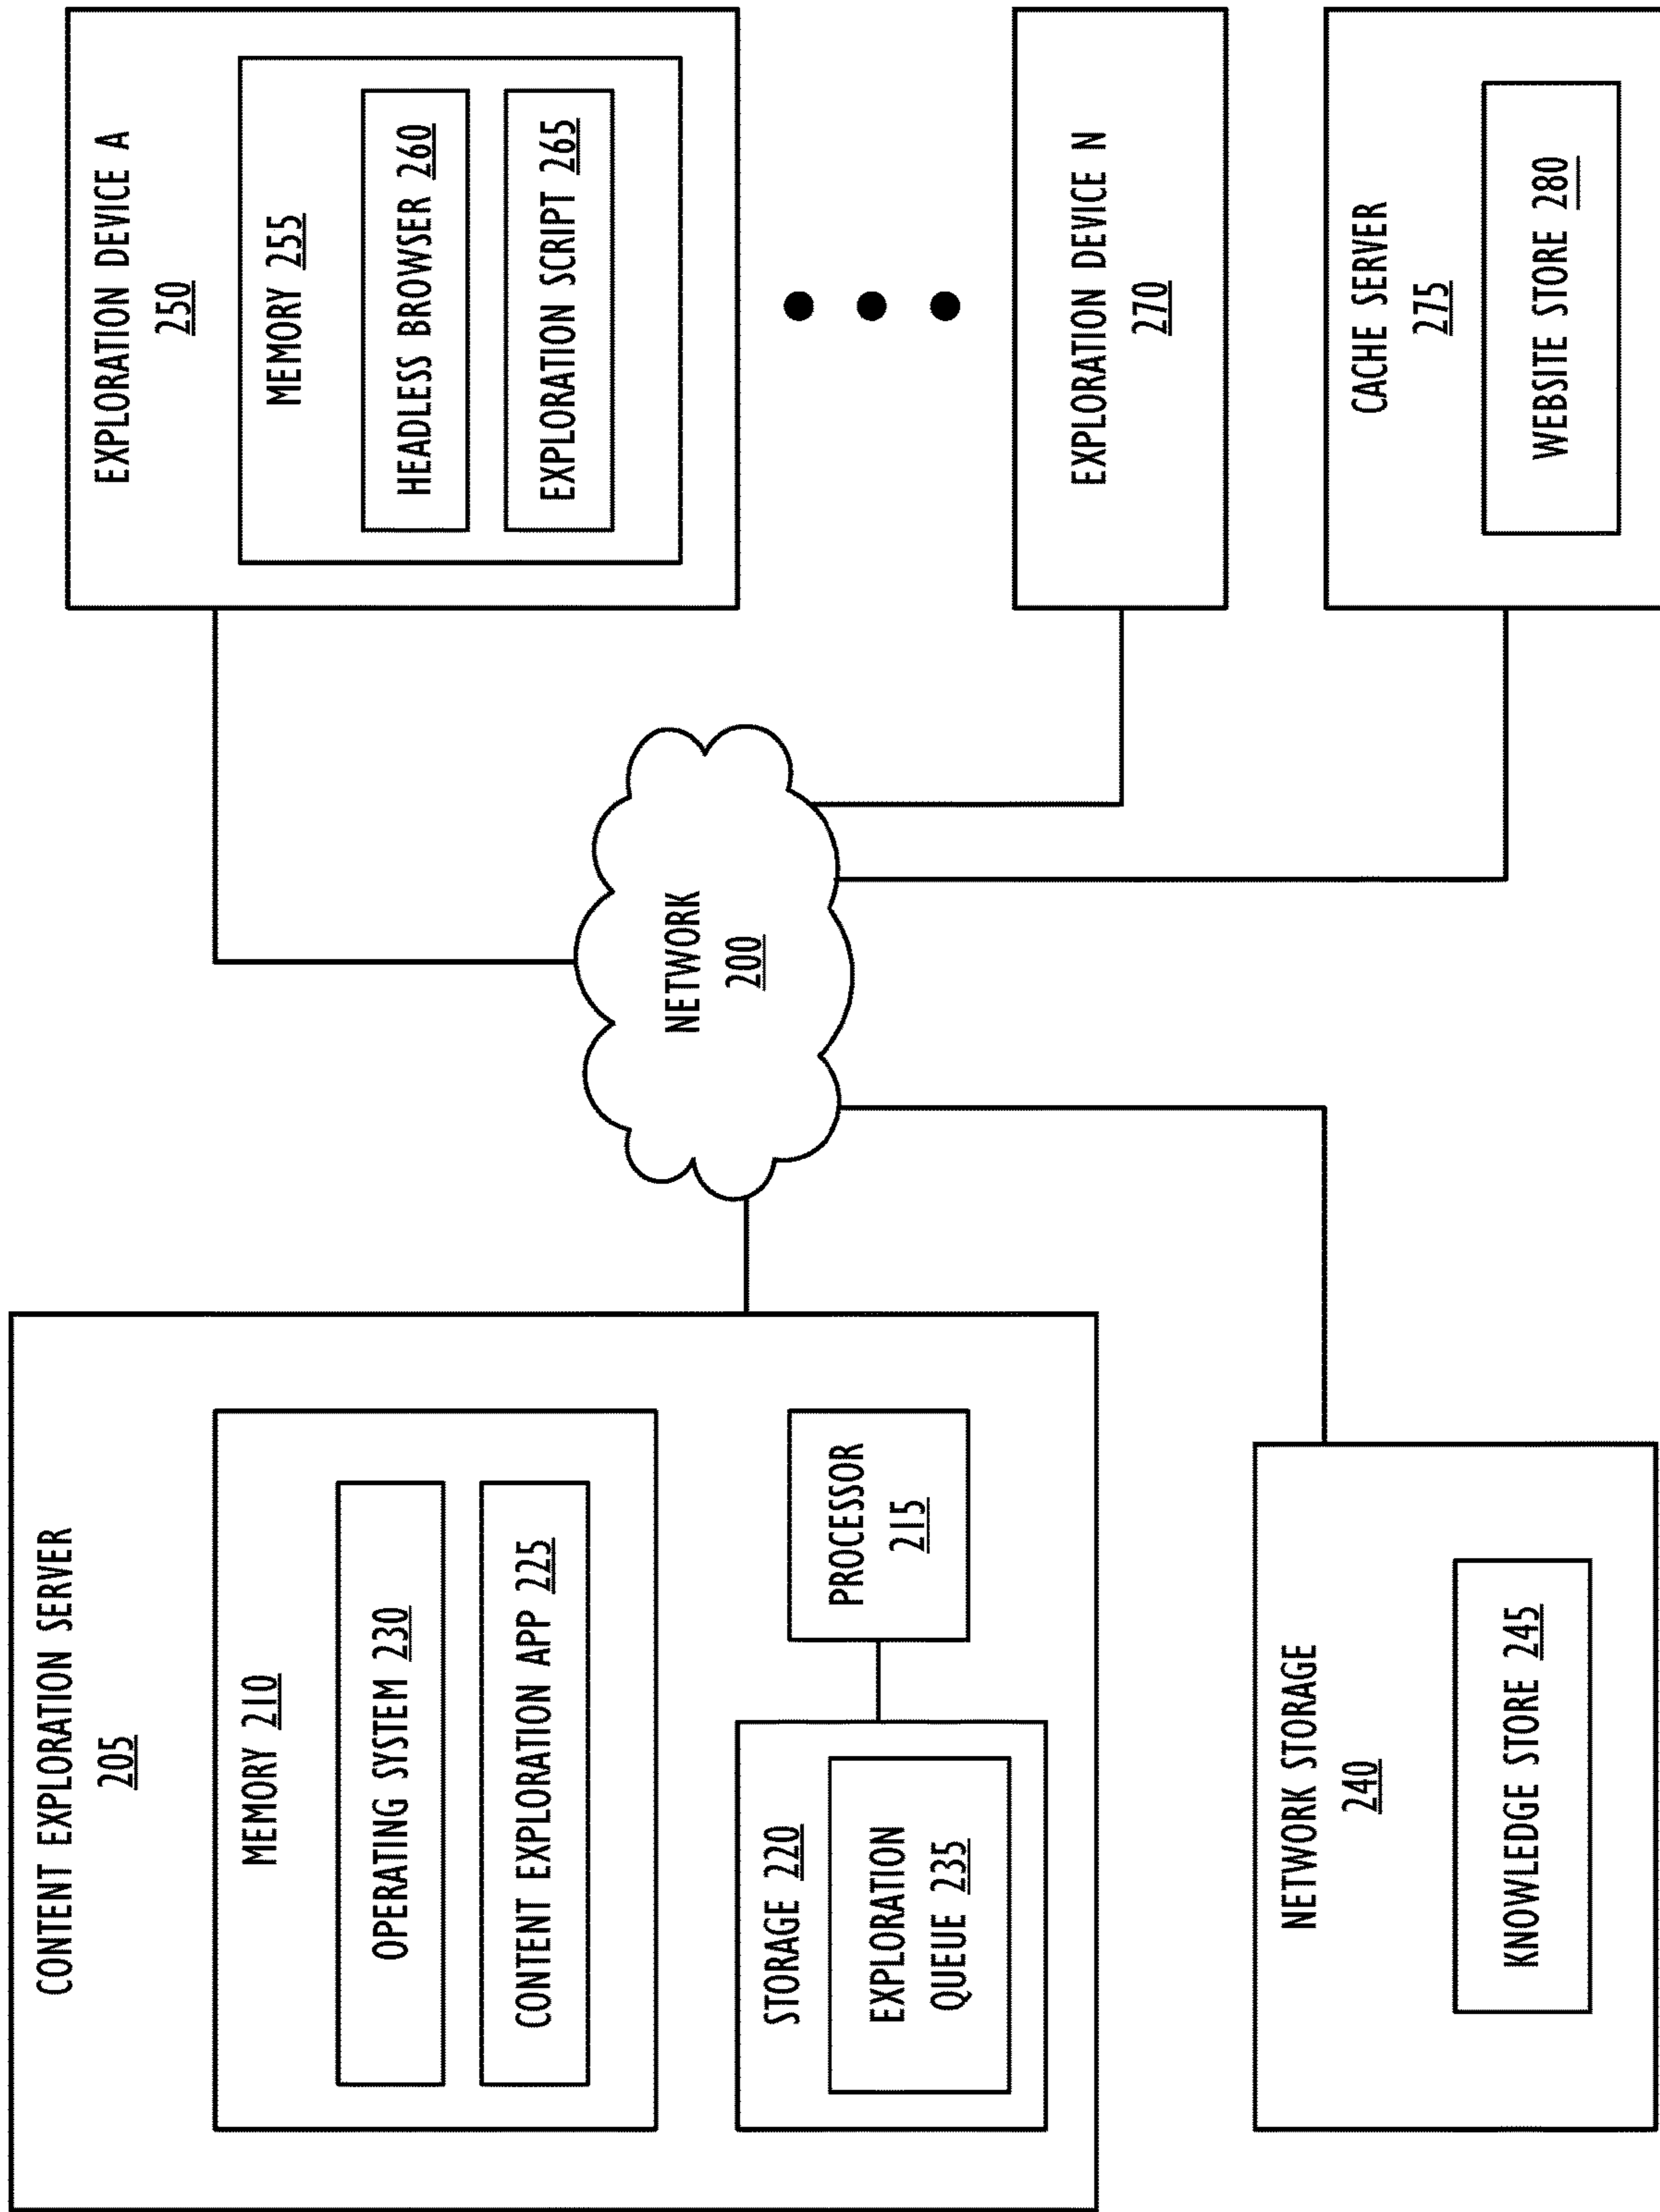 CONTENT EXPLORATION SERVER
205
MEMORY 210
OPERATING SYSTEM 230
CONTENT EXPLORATION APP 225
STORAGE 220
EXPLORATION
QUEUE 235
PROCESSOR
215
NETWORK STORAGE
240
KNOWLEDGE STORE 245
NETWORK
200
EXPLORATION DEVICE A
250
MEMORY 255
HEADLESS BROWSER 260
EXPLORATION SCRIPT 265
EXPLORATION DEVICE N
270
CACHE SERVER
275
WEBSITE STORE 280